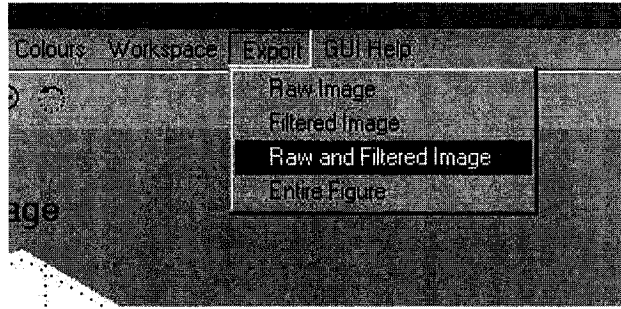 Colours Workspace Export GUI Help
Raw Image
Filtered Image
Raw and Filtered Image
Entire Figure
age